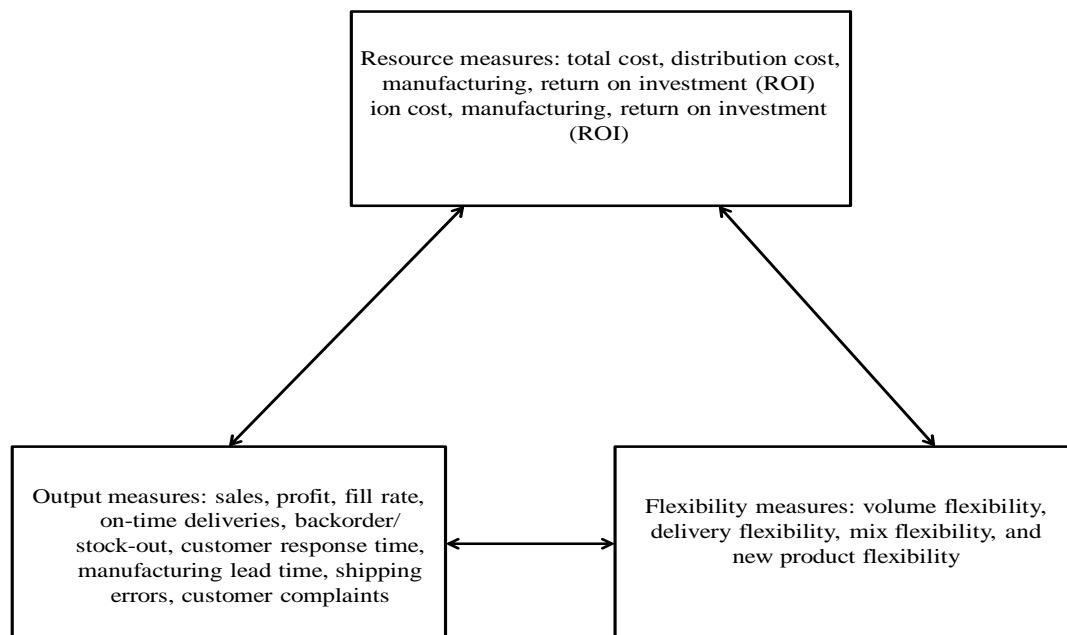 Resource measures: total cost, distribution cost,
manufacturing, return on investment (ROI)
ion cost, manufacturing, return on investment
(ROI)
Output measures: sales, profit, fill rate,
on-time deliveries, backorder/
stock-out, customer response time,
manufacturing lead time, shipping
errors, customer complaints
Flexibility measures: volume flexibility,
delivery flexibility, mix flexibility, and
new product flexibility